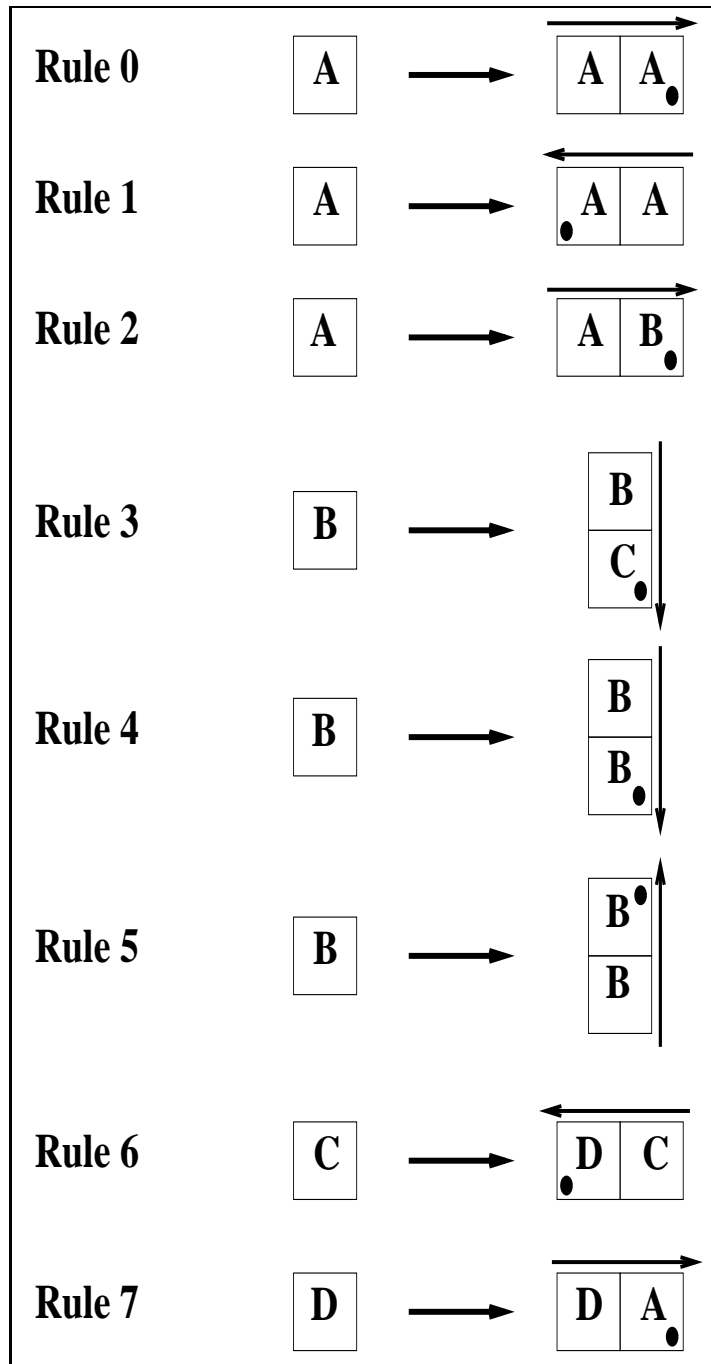 Rule 0 A A A
Rule 1 A A A
Rule 2 A A B
B
Rule 3 B
C
B
Rule 4 B
B
B
Rule 5 B
B
Rule 6 C D C
Rule 7 D D A